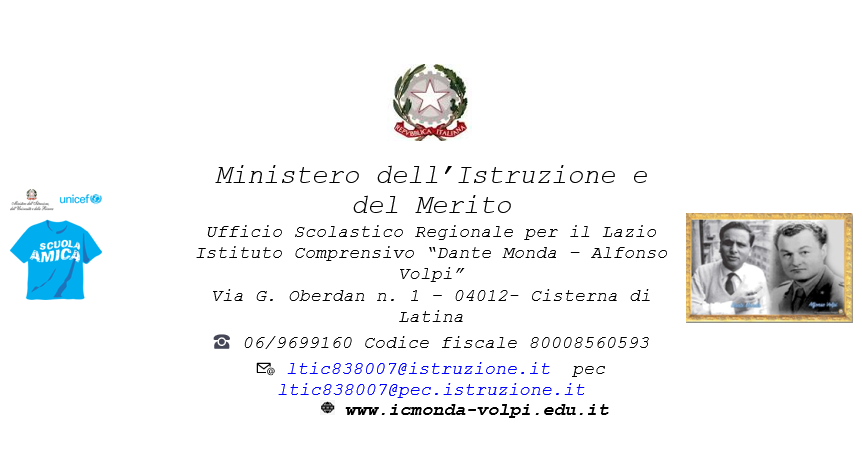 REPVBBLICA ITALIANA
Ministero dell’Istruzione e
del Merito
Ufficio Scolastico Regionale per il Lazio
Istituto Comprensivo “Dante Monda – Alfonso
Volpi”
Via G. Oberdan n. 1 – 04012- Cisterna di
Latina
06/9699160 Codice fiscale 80008560593
ltic838007@istruzione.it pec
ltic838007@pec.istruzione.it
www.icmonda-volpi.edu.it
unicef
SCUOLA
AMICA
Alfonso Volpi